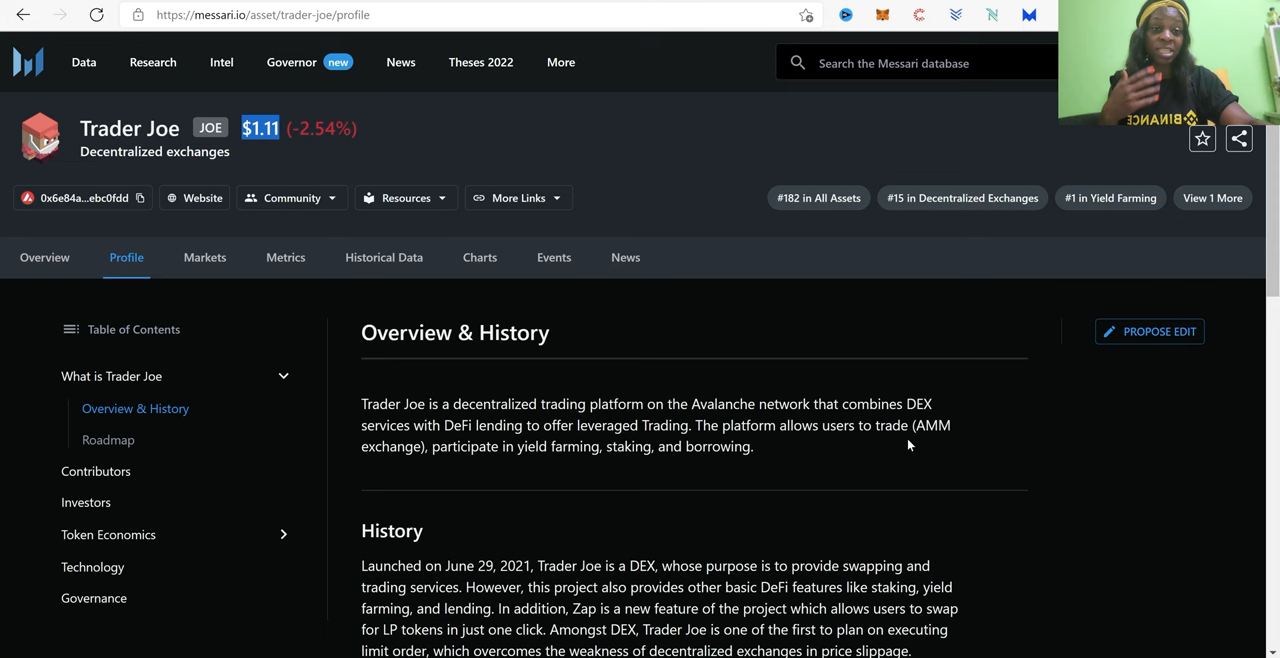 https://messari.io/asset/trader-joe/profile
Data Research Intel Governor new News Theses 2022 More Search the Messari database
BINANCE
Trader Joe JOE $1.11 (-2.54%)
Decentralized exchanges
0x6e84a...ebc0fdd Website Community Resources More Links #182 in All Assets #15 in Decentralized Exchanges #1 in Yield Farming View 1 More
Overview Profile Markets Metrics Historical Data Charts Events News
Table of Contents
What is Trader Joe
Overview & History
Roadmap
Contributors
Investors
Token Economics
Technology
Governance
Overview & History
PROPOSE EDIT
Trader Joe is a decentralized trading platform on the Avalanche network that combines DEX
services with DeFi lending to offer leveraged Trading. The platform allows users to trade (AMM
exchange), participate in yield farming, staking, and borrowing.
History
Launched on June 29, 2021, Trader Joe is a DEX, whose purpose is to provide swapping and
trading services. However, this project also provides other basic DeFi features like staking, yield
farming, and lending. In addition, Zap is a new feature of the project which allows users to swap
for LP tokens in just one click. Amongst DEX, Trader Joe is one of the first to plan on executing
limit order, which overcomes the weakness of decentralized exchanges in price slippage.